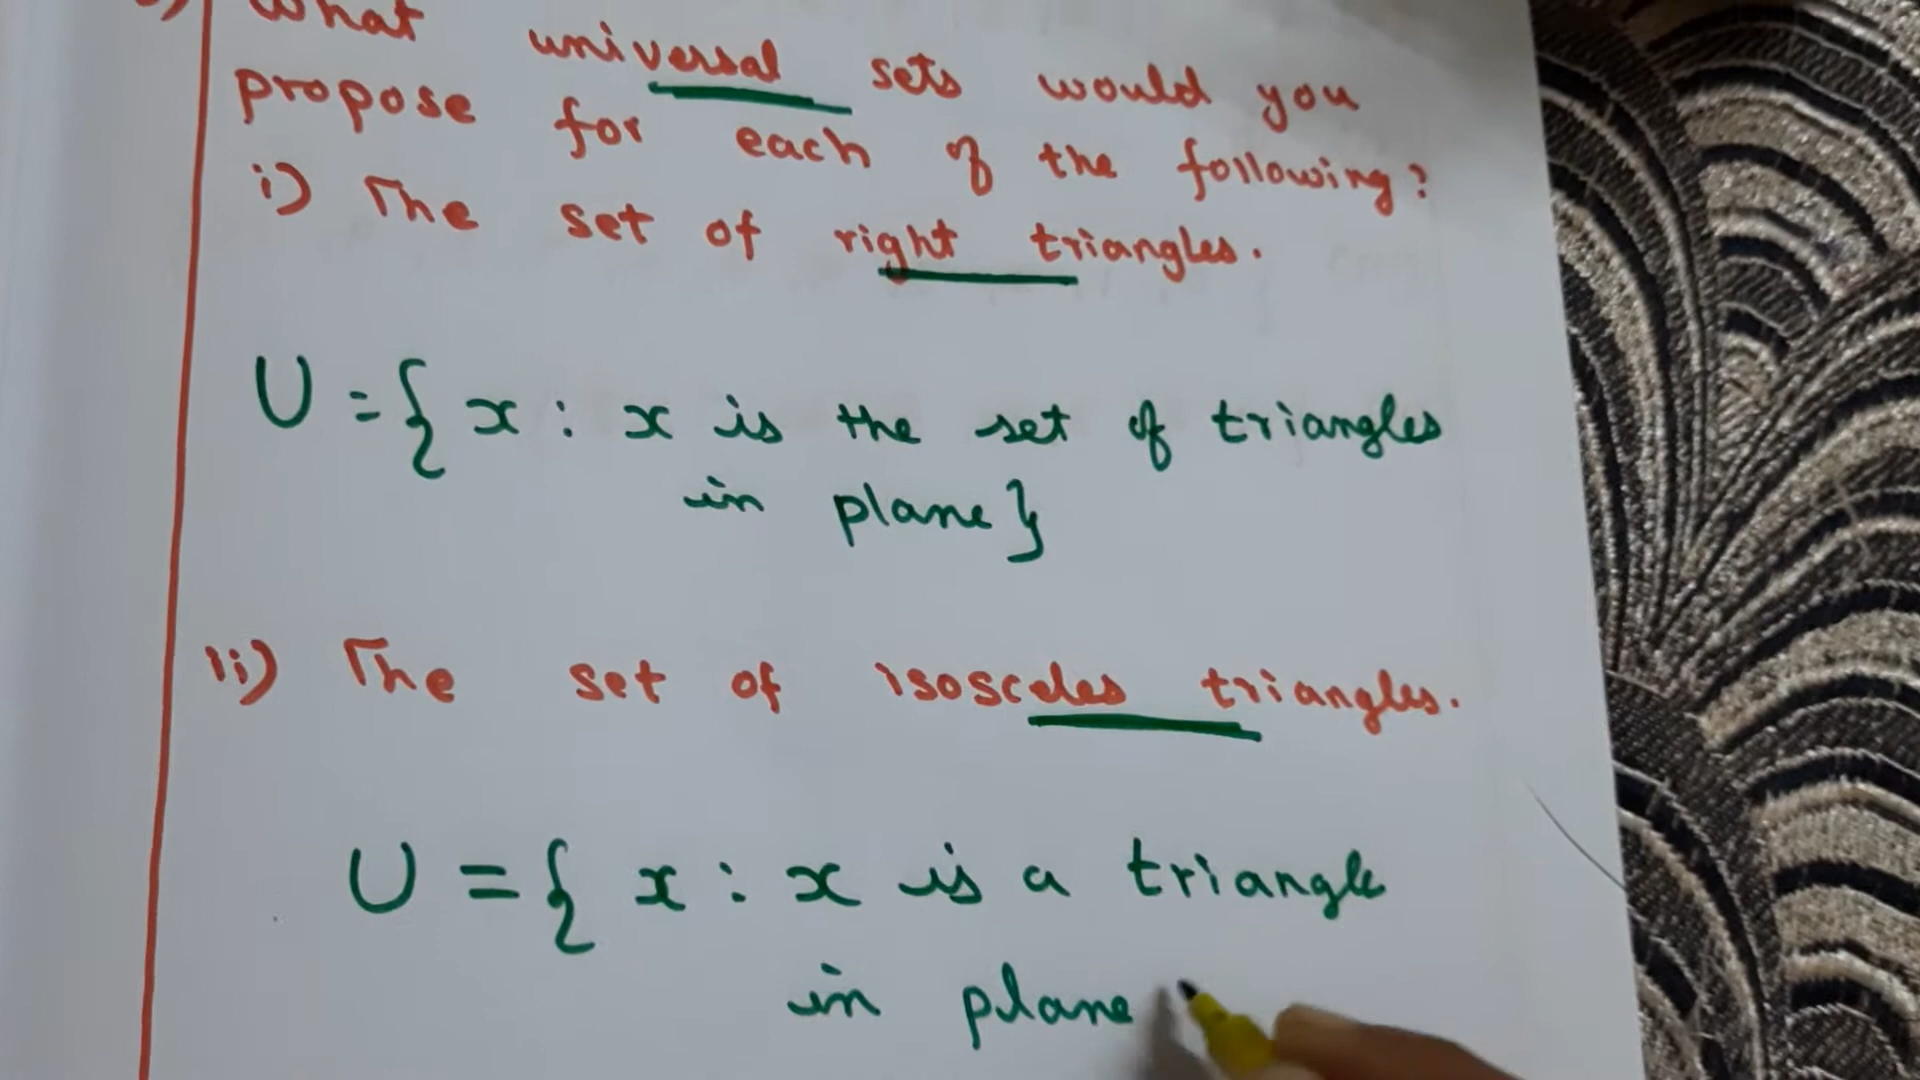 What universal sets would you
propose for each of the following?
i) The set of right triangles.
U = { x : x is the set of triangles
in plane }
ii) The set of isosceles triangles.
U = { x : x is a triangle
in plane